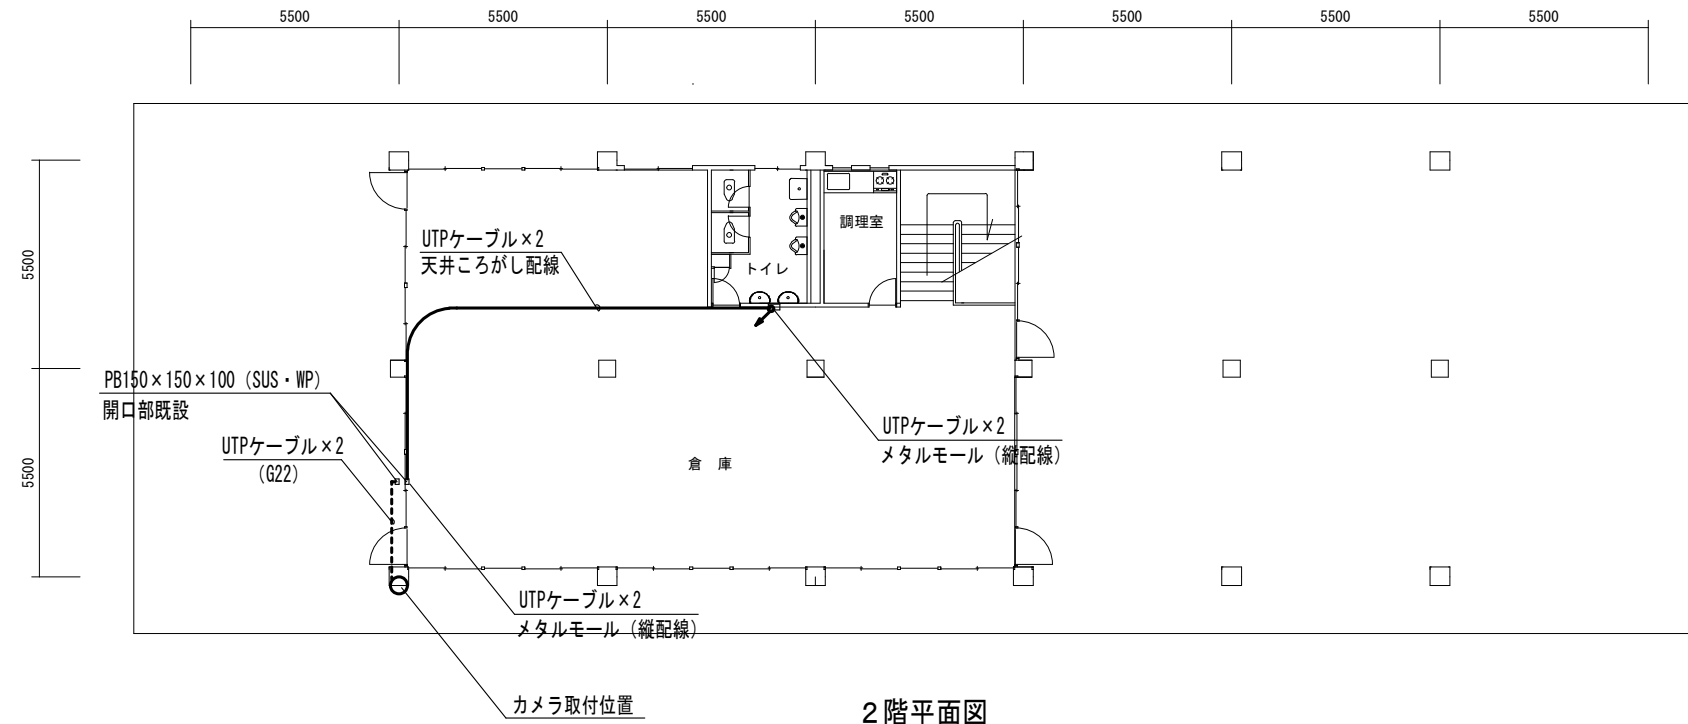 5500 5500 5500 5500 5500 5500 5500
5500
5500
調理室
トイレ
UTPケーブル×2
天井ころがし配線
PB150×150×100（SUS・WP）
開口部既設
UTPケーブル×2
（G22）
UTPケーブル×2
メタルモール（縦配線）
倉　庫
UTPケーブル×2
メタルモール（縦配線）
カメラ取付位置
２階平面図